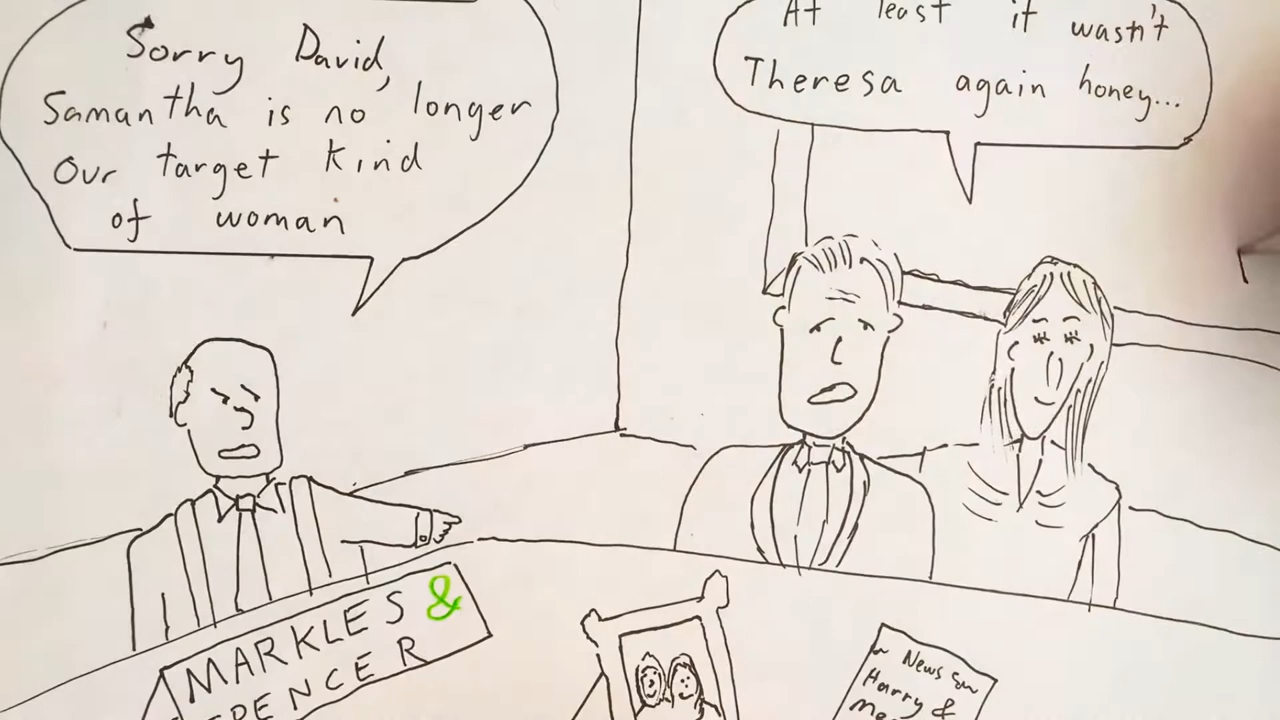 Sorry David,
Samantha is no longer
Our target kind
of woman
At least it wasn't
Theresa again honey...
MARKLES &
PENCER
News
Harry &